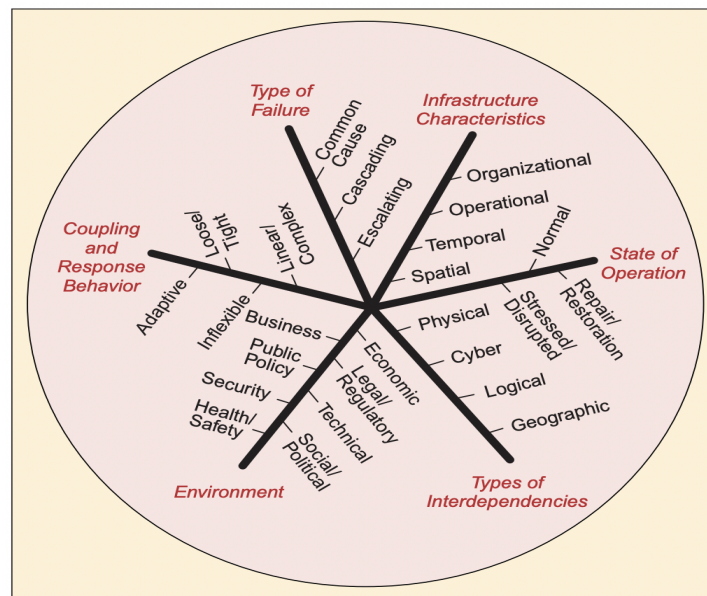 Type of
Failure
Common
Cause
Cascading
Escalating
Infrastructure
Characteristics
Organizational
Operational
Temporal
Spatial
State of
Operation
Normal
Stressed/
Disrupted
Repair/
Restoration
Types of
Interdependencies
Physical
Cyber
Logical
Geographic
Environment
Business
Public
Policy
Security
Health/
Safety
Economic
Legal/
Regulatory
Technical
Social/
Political
Coupling
and
Response
Behavior
Loose/
Tight
Linear/
Complex
Adaptive
Inflexible